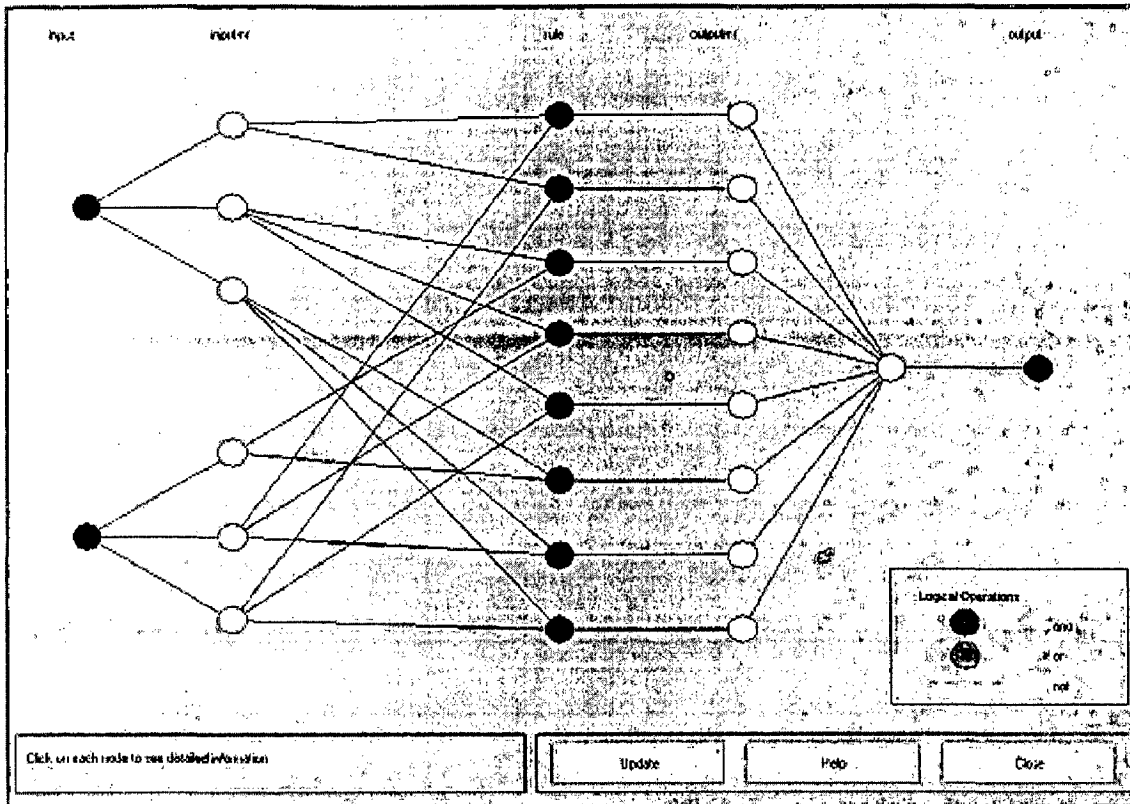 input inputmf rule outputmf output
Logical Operations
and
or
not
Click on each node to see detailed information
Update Help Close